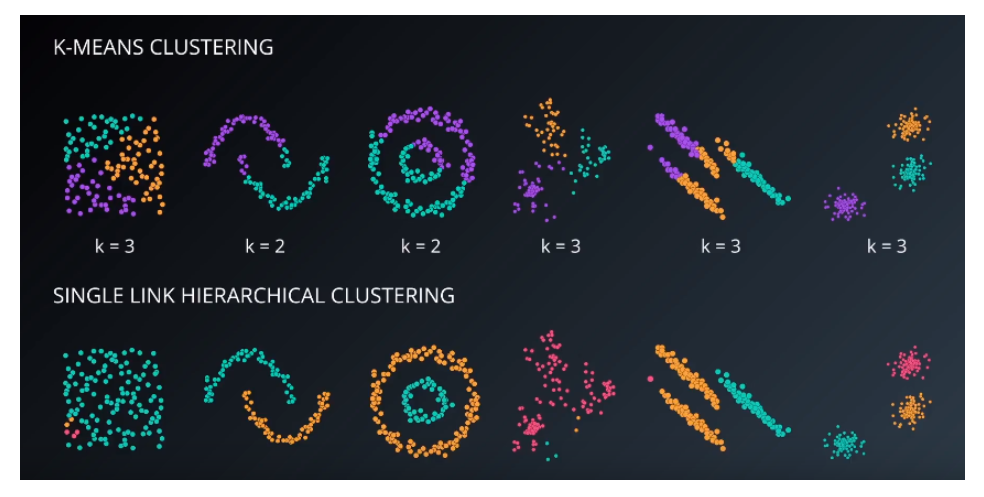 K-MEANS CLUSTERING
k = 3
k = 2
k = 2
k = 3
k = 3
k = 3
SINGLE LINK HIERARCHICAL CLUSTERING